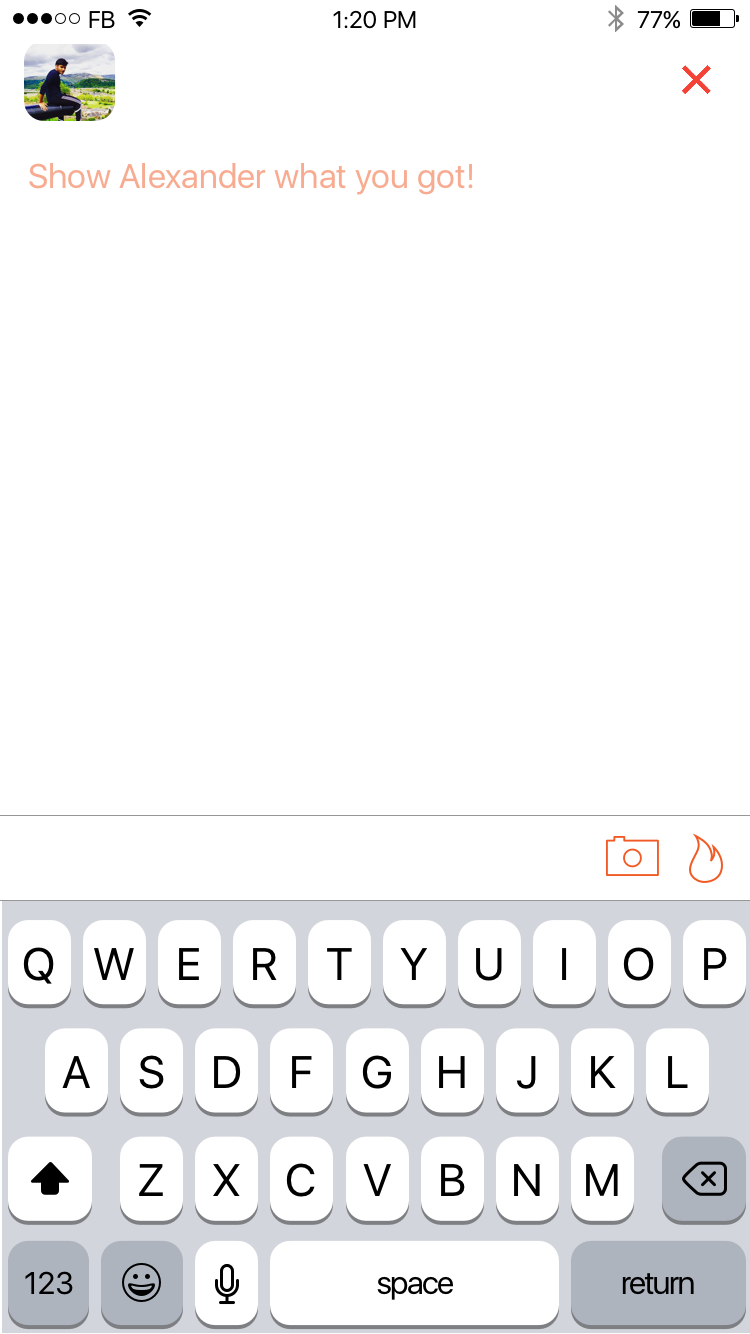 FB 1:20 PM 77%
Show Alexander what you got!
Q W E R T Y U I O P
A S D F G H J K L
Z X C V B N M
123 space return